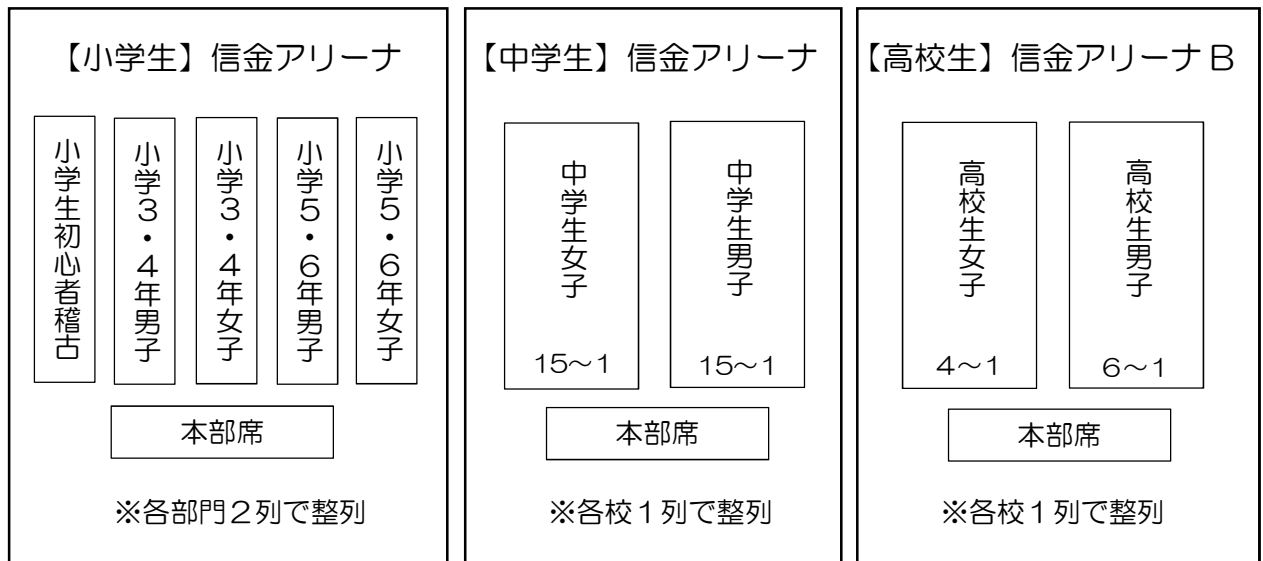 【小学生】信金アリーナ
小学生初心者稽古
小学３・４年男子
小学３・４年女子
小学５・６年男子
小学５・６年女子
本部席
※各部門２列で整列
【中学生】信金アリーナ
中学生女子
15～1
中学生男子
15～1
本部席
※各校１列で整列
【高校生】信金アリーナＢ
高校生女子
4～1
高校生男子
6～1
本部席
※各校１列で整列